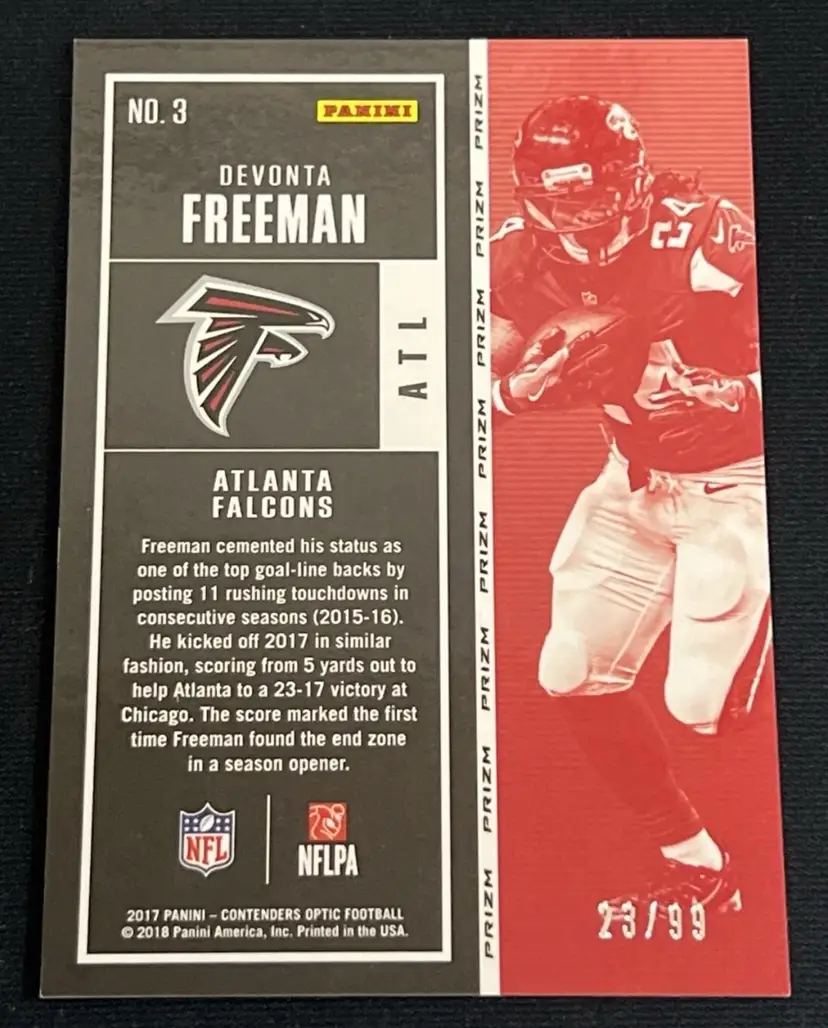 NO. 3
PANINI
DEVONTA
FREEMAN
ATL
ATLANTA
FALCONS
Freeman cemented his status as
one of the top goal-line backs by
posting 11 rushing touchdowns in
consecutive seasons (2015-16).
He kicked off 2017 in similar
fashion, scoring from 5 yards out to
help Atlanta to a 23-17 victory at
Chicago. The score marked the first
time Freeman found the end zone
in a season opener.
NFL
NFLPA
2017 PANINI – CONTENDERS OPTIC FOOTBALL
© 2018 Panini America, Inc. Printed in the USA.
PRIZM PRIZM PRIZM PRIZM PRIZM PRIZM PRIZM PRIZM
24
23/99